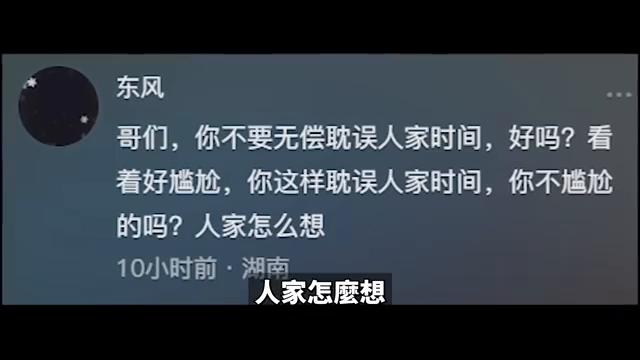 东风
哥们，你不要无偿耽误人家时间，好吗？看
着好尴尬，你这样耽误人家时间，你不尴尬
的吗？人家怎么想
10小时前 · 湖南
人家怎麼想